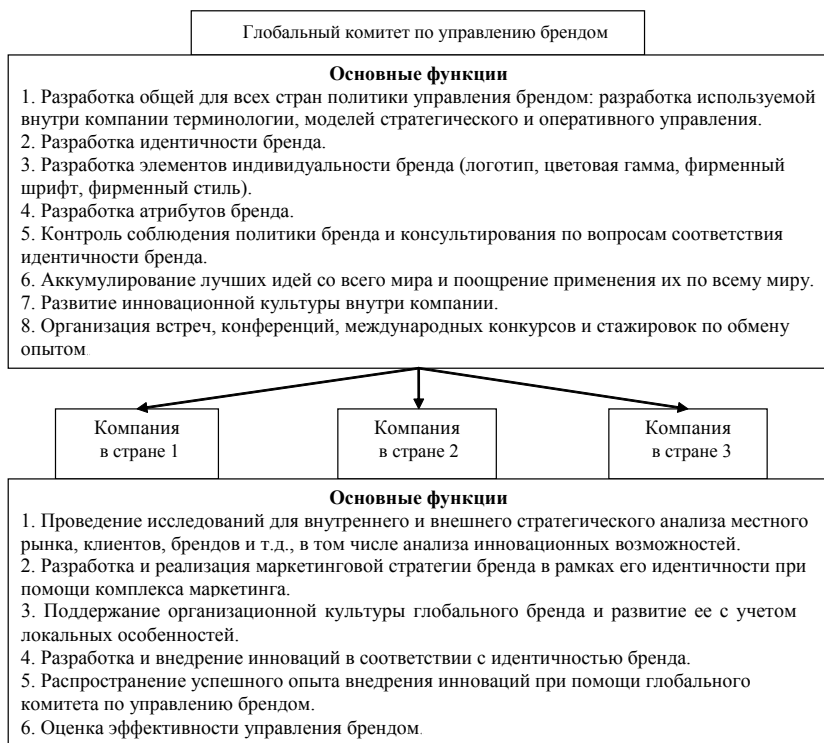 Глобальный комитет по управлению брендом
Основные функции
1. Разработка общей для всех стран политики управления брендом: разработка используемой
внутри компании терминологии, моделей стратегического и оперативного управления.
2. Разработка идентичности бренда.
3. Разработка элементов индивидуальности бренда (логотип, цветовая гамма, фирменный
шрифт, фирменный стиль).
4. Разработка атрибутов бренда.
5. Контроль соблюдения политики бренда и консультирования по вопросам соответствия
идентичности бренда.
6. Аккумулирование лучших идей со всего мира и поощрение применения их по всему миру.
7. Развитие инновационной культуры внутри компании.
8. Организация встреч, конференций, международных конкурсов и стажировок по обмену
опытом.
Компания
в стране 1
Компания
в стране 2
Компания
в стране 3
Основные функции
1. Проведение исследований для внутреннего и внешнего стратегического анализа местного
рынка, клиентов, брендов и т.д., в том числе анализа инновационных возможностей.
2. Разработка и реализация маркетинговой стратегии бренда в рамках его идентичности при
помощи комплекса маркетинга.
3. Поддержание организационной культуры глобального бренда и развитие ее с учетом
локальных особенностей.
4. Разработка и внедрение инноваций в соответствии с идентичностью бренда.
5. Распространение успешного опыта внедрения инноваций при помощи глобального
комитета по управлению брендом.
6. Оценка эффективности управления брендом.